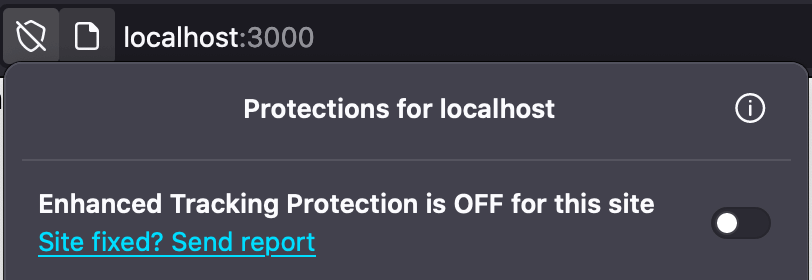 localhost:3000
Protections for localhost
Enhanced Tracking Protection is OFF for this site
Site fixed? Send report